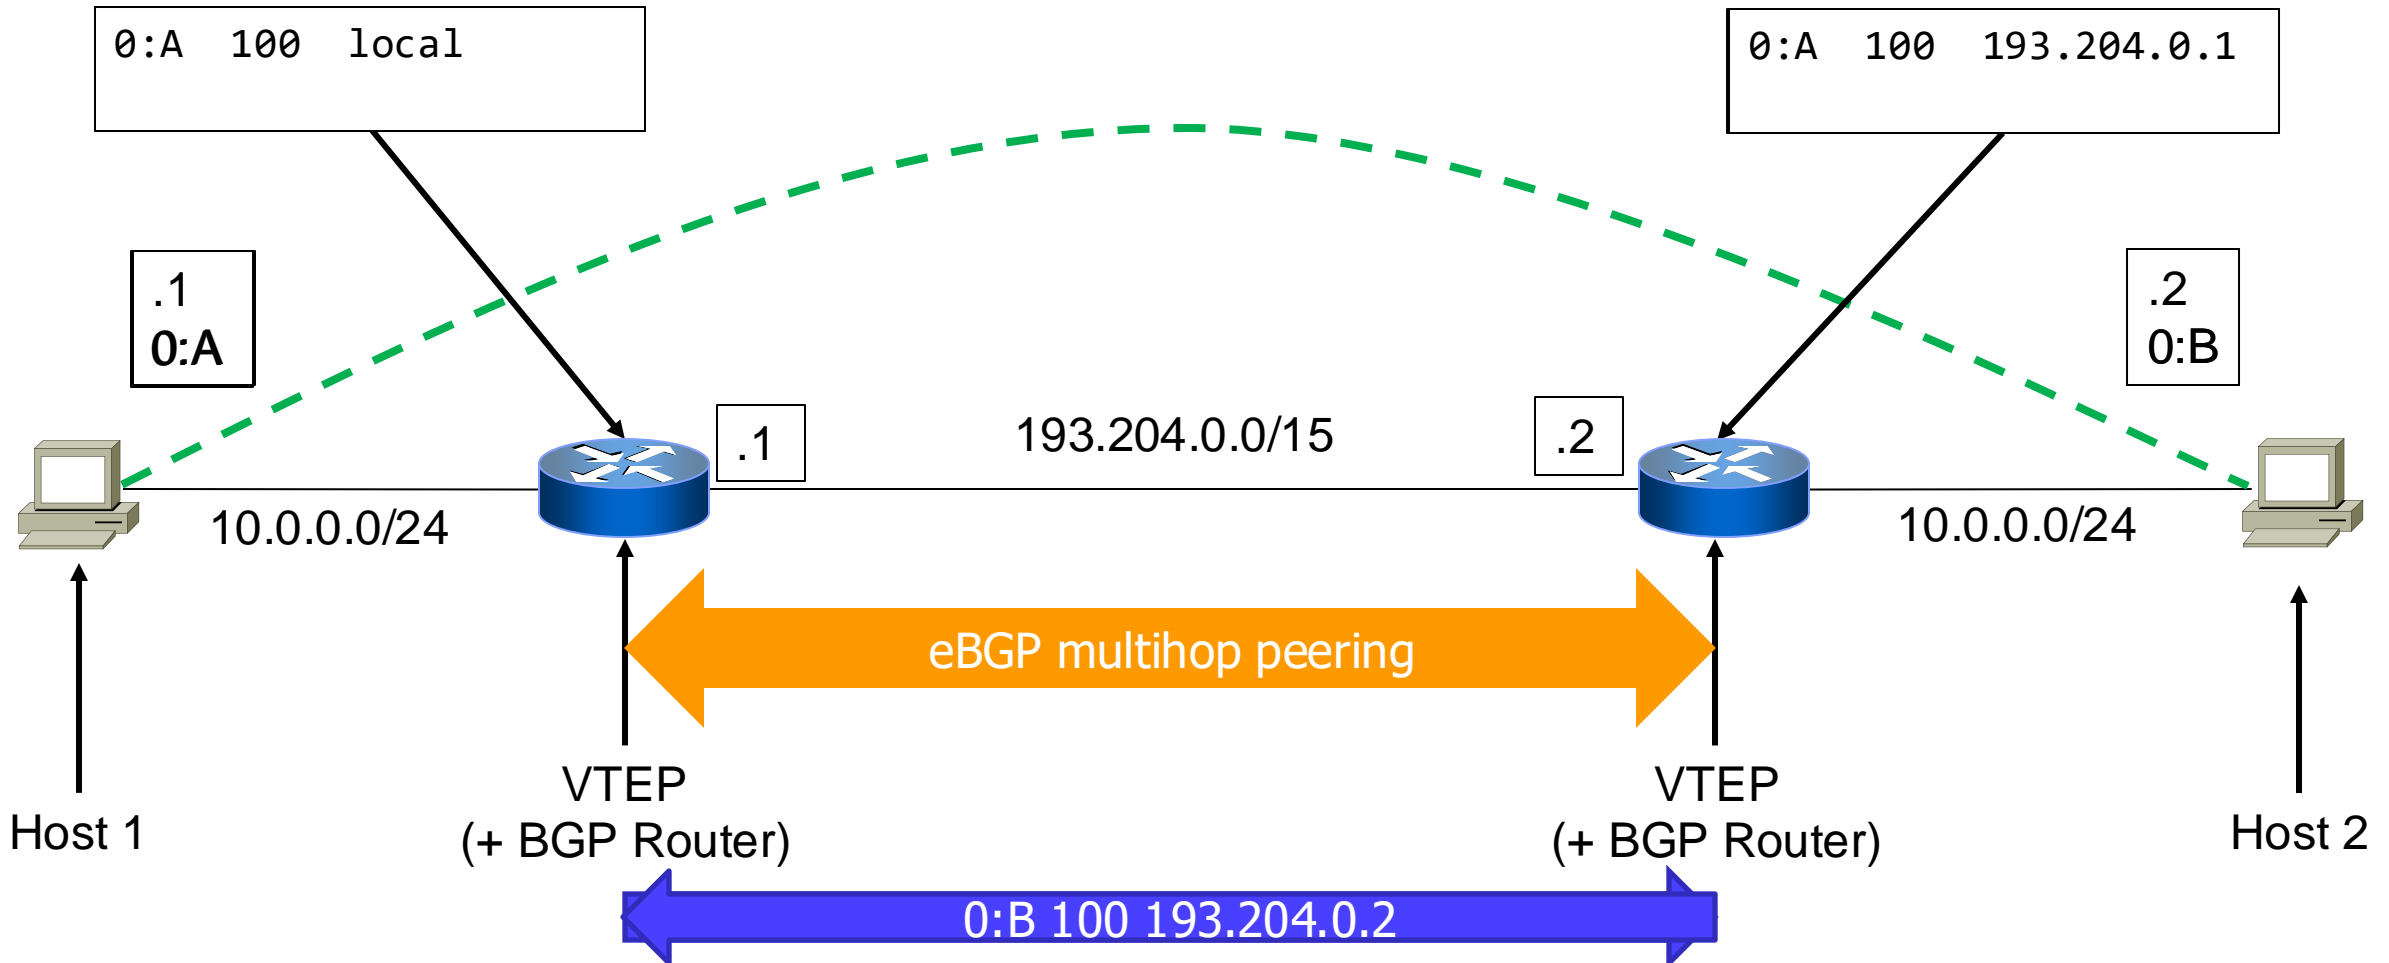 0:A 100 local
0:A 100 193.204.0.1
.1
0:A
.2
0:B
.1
193.204.0.0/15
.2
10.0.0.0/24
10.0.0.0/24
eBGP multihop peering
VTEP
(+ BGP Router)
VTEP
(+ BGP Router)
Host 1
Host 2
0:B 100 193.204.0.2